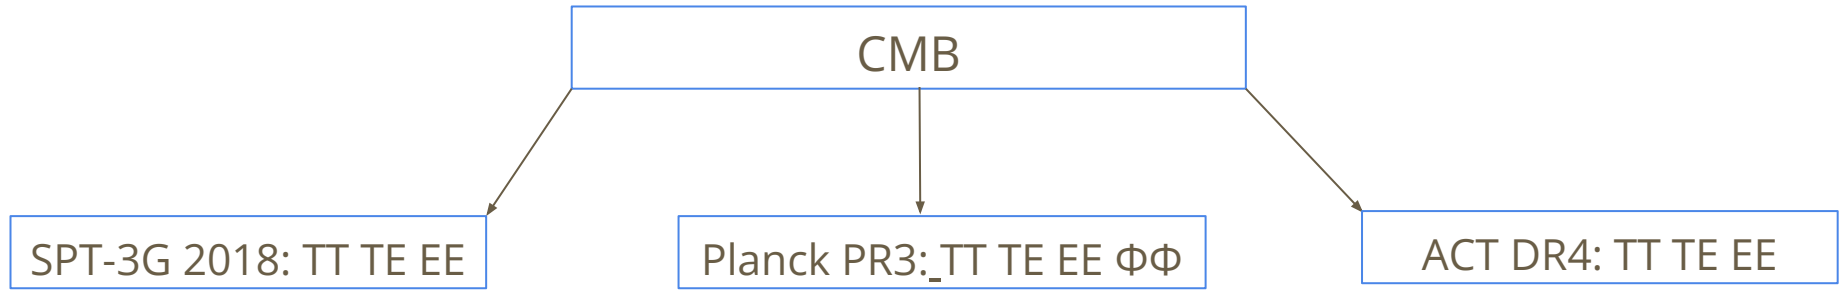 CMB
SPT-3G 2018: TT TE EE
Planck PR3: TT TE EE ΦΦ
ACT DR4: TT TE EE